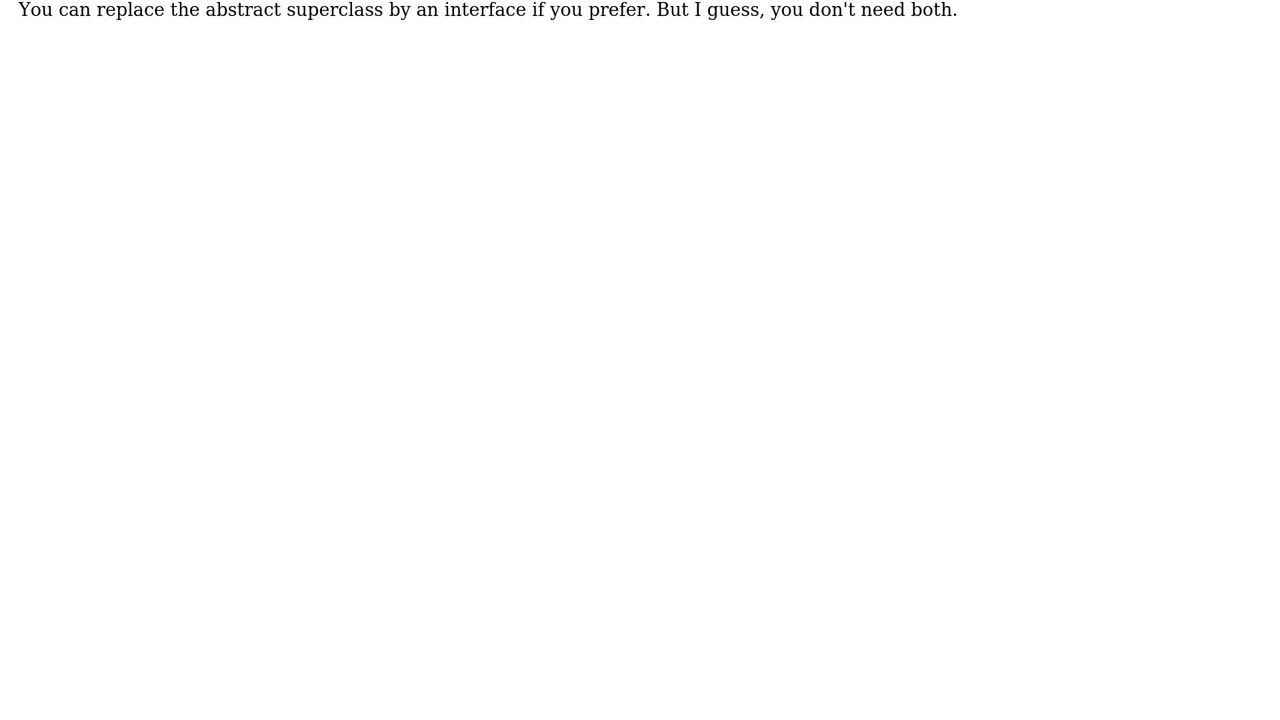 You can replace the abstract superclass by an interface if you prefer. But I guess, you don't need both.